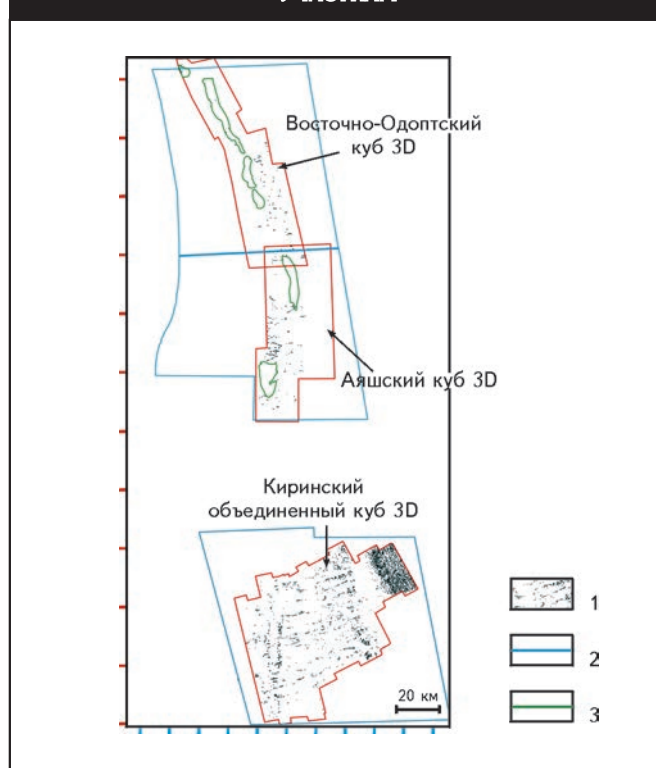 Восточно-Одоптский
куб 3D
Аяшский куб 3D
Киринский
объединенный куб 3D
1
2
20 км
3